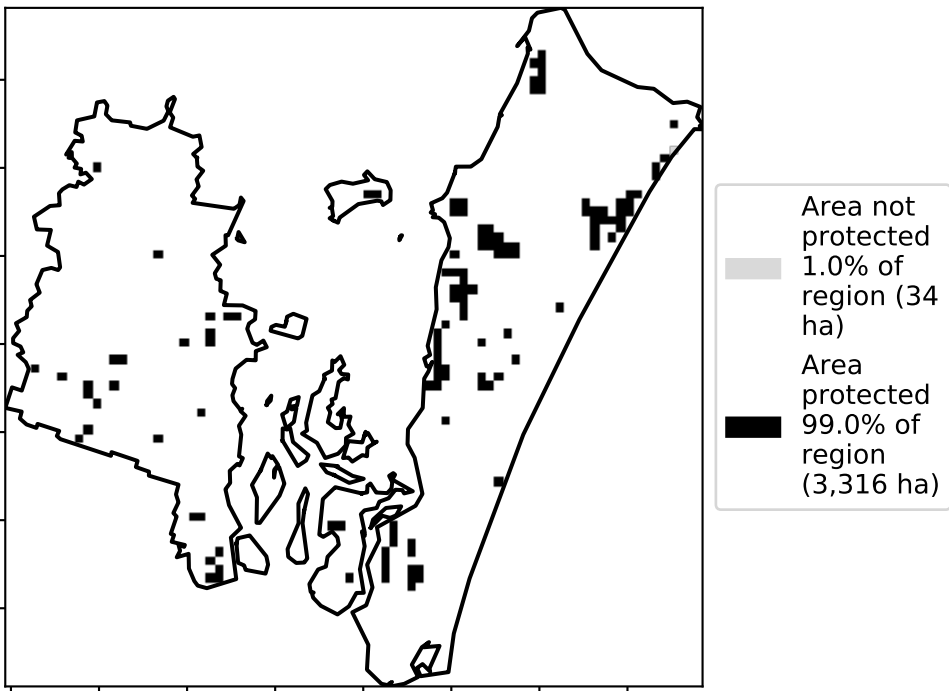 Area not
protected
1.0% of
region (34
ha)
Area
protected
99.0% of
region
(3,316 ha)